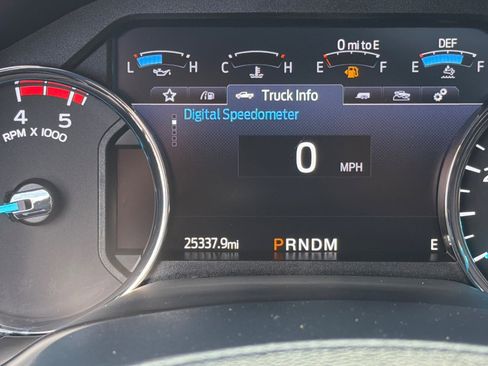 0 mi to E DEF
L H C H E F E F
Truck Info
Digital Speedometer
4 5
RPM X 1000
0 MPH
25337.9mi PRNDM E